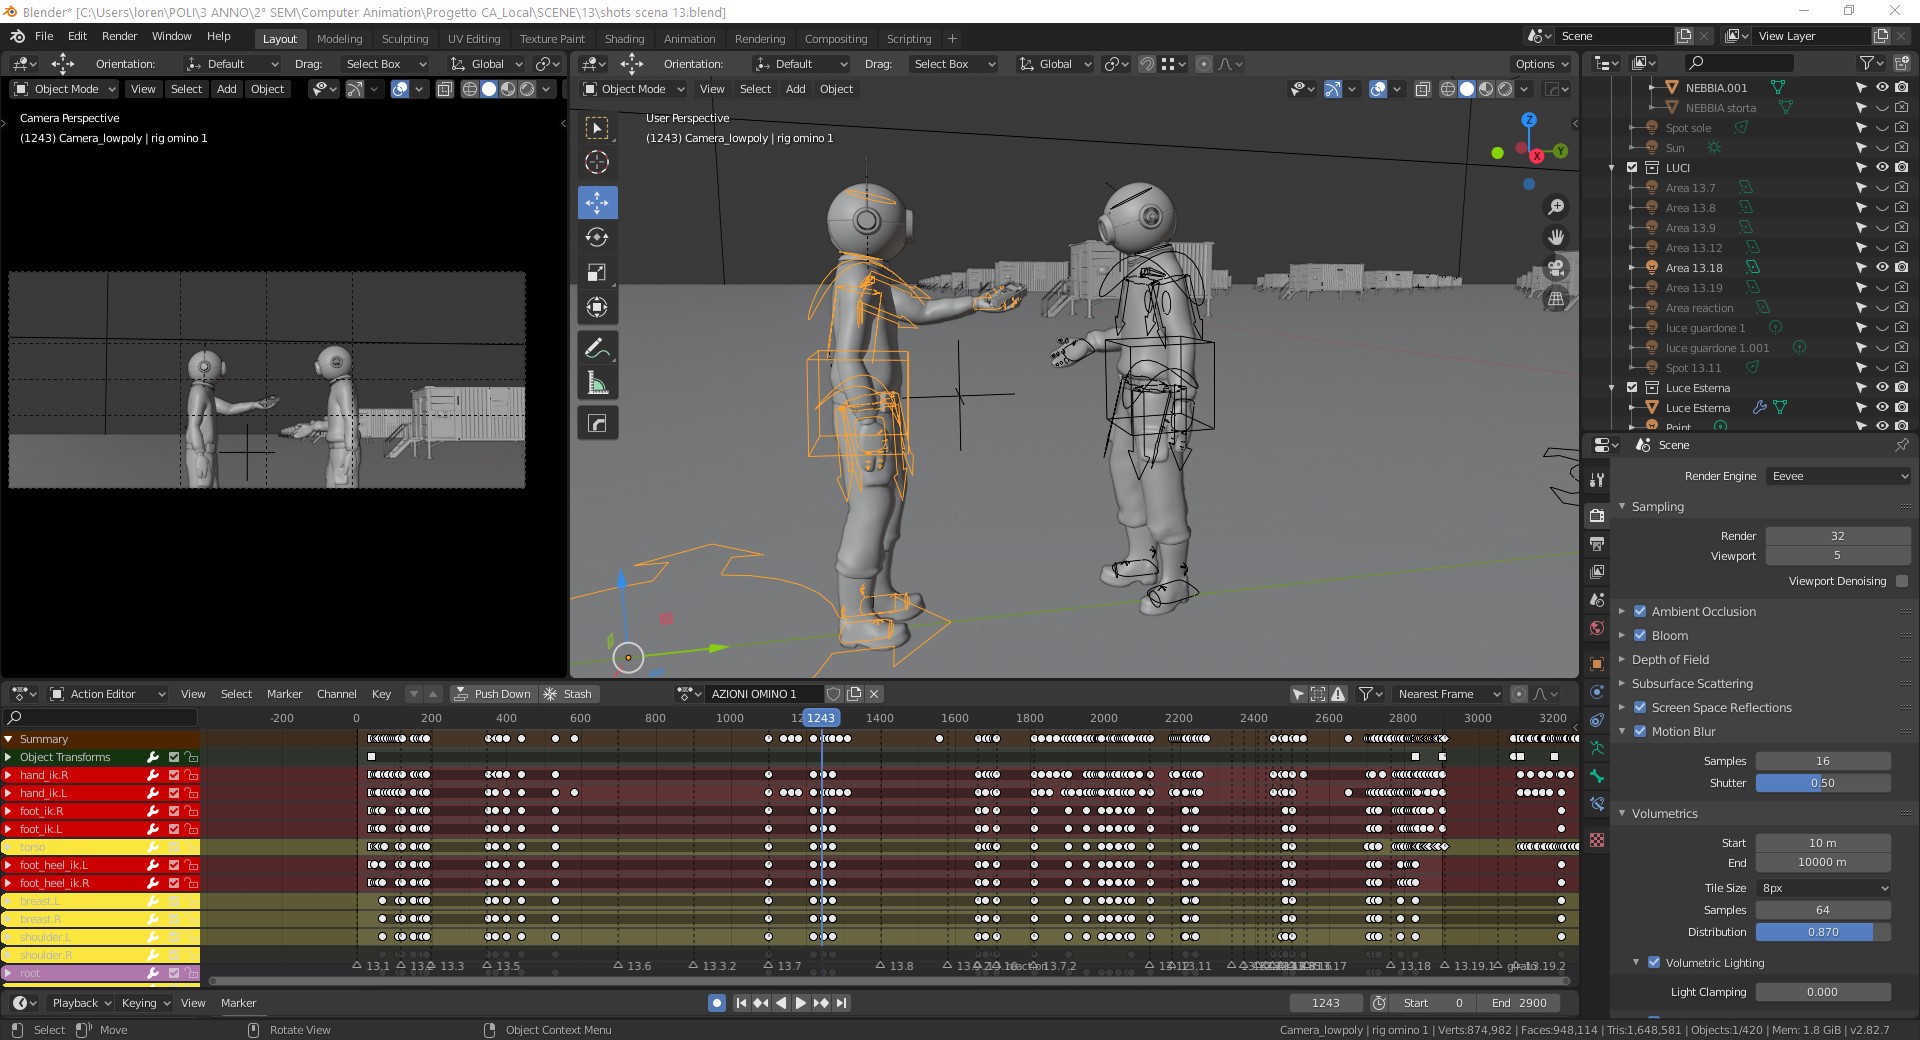 Blender* [C:\Users\loren\POLI\3 ANNO\2° SEM\Computer Animation\Progetto CA_Local\SCENE\13\shots scena 13.blend]
File Edit Render Window Help Layout Modeling Sculpting UV Editing Texture Paint Shading Animation Rendering Compositing Scripting + Scene View Layer
Orientation: Default Drag: Select Box Global
Orientation: Default Drag: Select Box Global Options
Object Mode View Select Add Object
Object Mode View Select Add Object
Camera Perspective
(1243) Camera_lowpoly | rig omino 1
User Perspective
(1243) Camera_lowpoly | rig omino 1
Z
Y
X
NEBBIA.001
NEBBIA storta
Spot sole
Sun
LUCI
Area 13.7
Area 13.8
Area 13.9
Area 13.12
Area 13.18
Area 13.19
Area reaction
luce guardone 1
luce guardone 1.001
Spot 13.11
Luce Esterna
Luce Esterna
Point
Scene
Render Engine Eevee
Sampling
Render 32
Viewport 5
Viewport Denoising
Ambient Occlusion
Bloom
Depth of Field
Subsurface Scattering
Screen Space Reflections
Motion Blur
Samples 16
Shutter 0.50
Volumetrics
Start 10 m
End 10000 m
Tile Size 8px
Samples 64
Distribution 0.870
Volumetric Lighting
Light Clamping 0.000
Action Editor View Select Marker Channel Key Push Down Stash AZIONI OMINO 1 Nearest Frame
-200 0 200 400 600 800 1000 1243 1400 1600 1800 2000 2200 2400 2600 2800 3000 3200
Summary
Object Transforms
hand_ik.R
hand_ik.L
foot_ik.R
foot_ik.L
torso
foot_heel_ik.L
foot_heel_ik.R
breast.L
breast.R
shoulder.L
shoulder.R
root
13.1 13.3 13.5 13.6 13.3.2 13.7 13.8 13.7.2 13.11 13.18 13.19.1 13.19.2
Playback Keying View Marker 1243 Start 0 End 2900
Select Move Rotate View Object Context Menu Camera_lowpoly | rig omino 1 | Verts:874,982 | Faces:948,114 | Tris:1,648,581 | Objects:1/420 | Mem: 1.8 GiB | v2.82.7